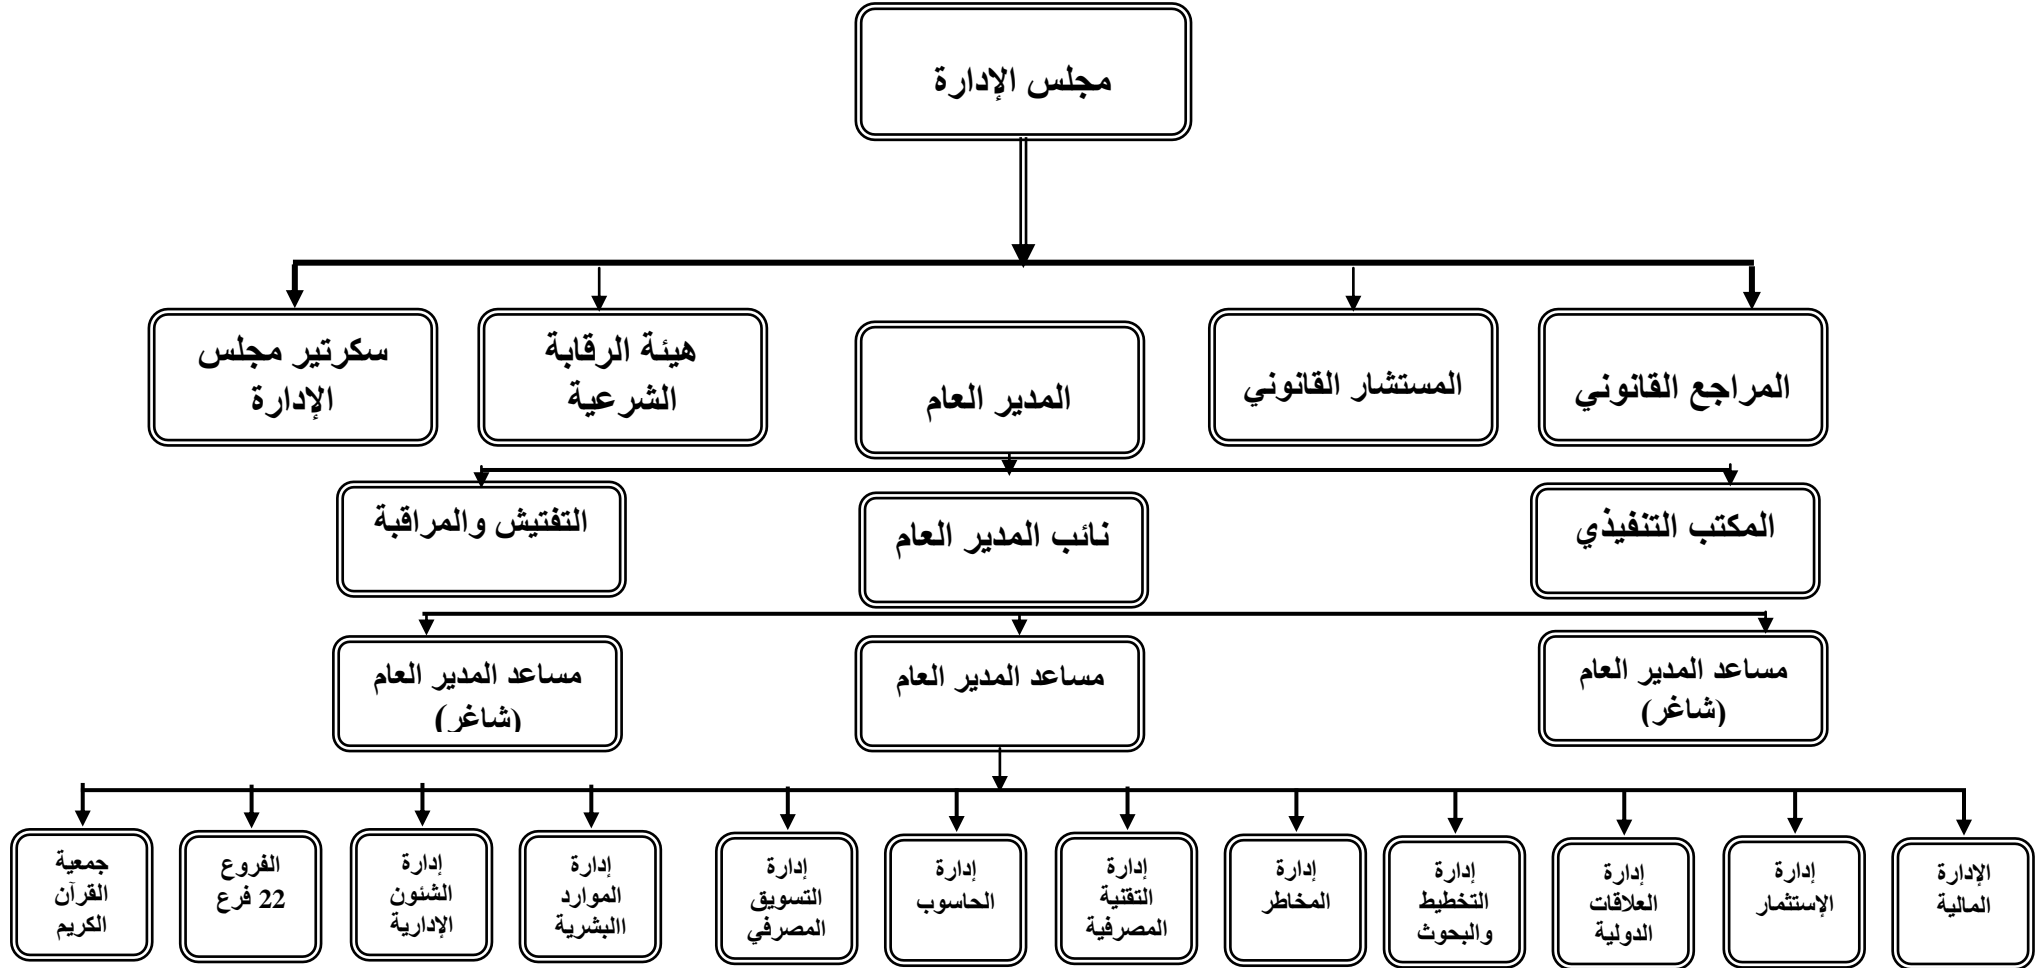 مجلس الإدارة
المراجع القانوني
المستشار القانوني
المدير العام
هيئة الرقابة
الشرعية
سكرتير مجلس
الإدارة
المكتب التنفيذي
نائب المدير العام
التفتيش والمراقبة
مساعد المدير العام
(شاغر)
مساعد المدير العام
مساعد المدير العام
(شاغر)
الإدارة
المالية
إدارة
الإستثمار
إدارة
العلاقات
الدولية
إدارة
التخطيط
والبحوث
إدارة
المخاطر
إدارة
التقنية
المصرفية
إدارة
الحاسوب
إدارة
التسويق
المصرفي
إدارة
الموارد
االبشرية
إدارة
الشئون
الإدارية
الفروع
22 فرع
جمعية
القرآن
الكريم